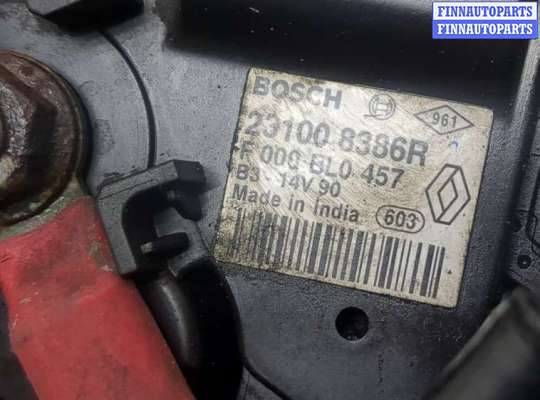 FINNAUTOPARTS
FINNAUTOPARTS
BOSCH
961
23100 8386R
F 000 BL0 457
B3 - 14V 90
Made in India
603